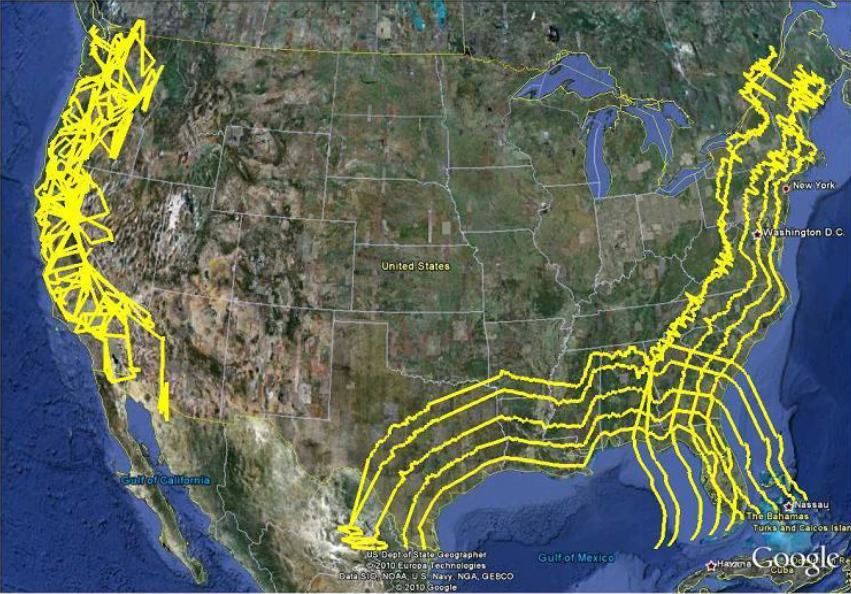 New York
Washington D.C.
United States
Gulf of California
Nassau
The Bahamas
Turks and Caicos Islan
US Dept of State Geographer
© 2010 Europa Technologies
Data SIO, NOAA, U.S. Navy, NGA, GEBCO
© 2010 Google
Gulf of Mexico
Havana
Cuba
Google